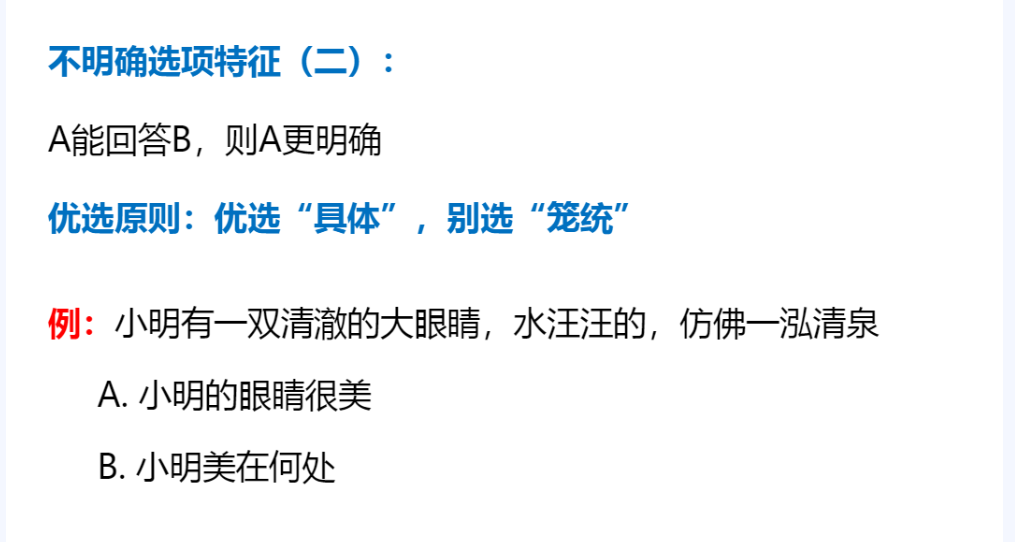 不明确选项特征（二）：
A能回答B，则A更明确
优选原则：优选“具体”，别选“笼统”
例：小明有一双清澈的大眼睛，水汪汪的，仿佛一泓清泉
A. 小明的眼睛很美
B. 小明美在何处